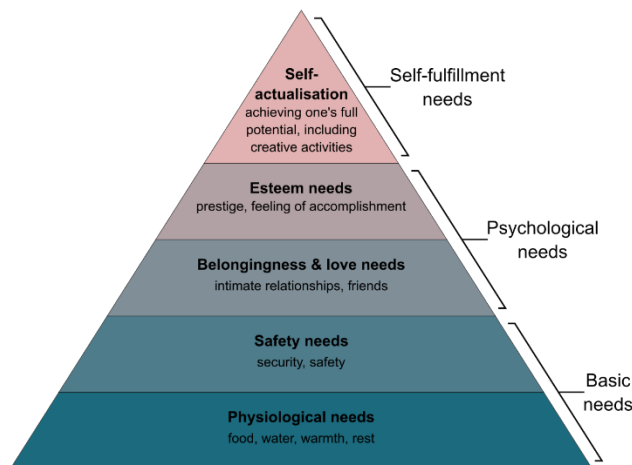 Self-
actualisation
achieving one's full
potential, including
creative activities
Self-fulfillment
needs
Esteem needs
prestige, feeling of accomplishment
Belongingness & love needs
intimate relationships, friends
Psychological
needs
Safety needs
security, safety
Physiological needs
food, water, warmth, rest
Basic
needs